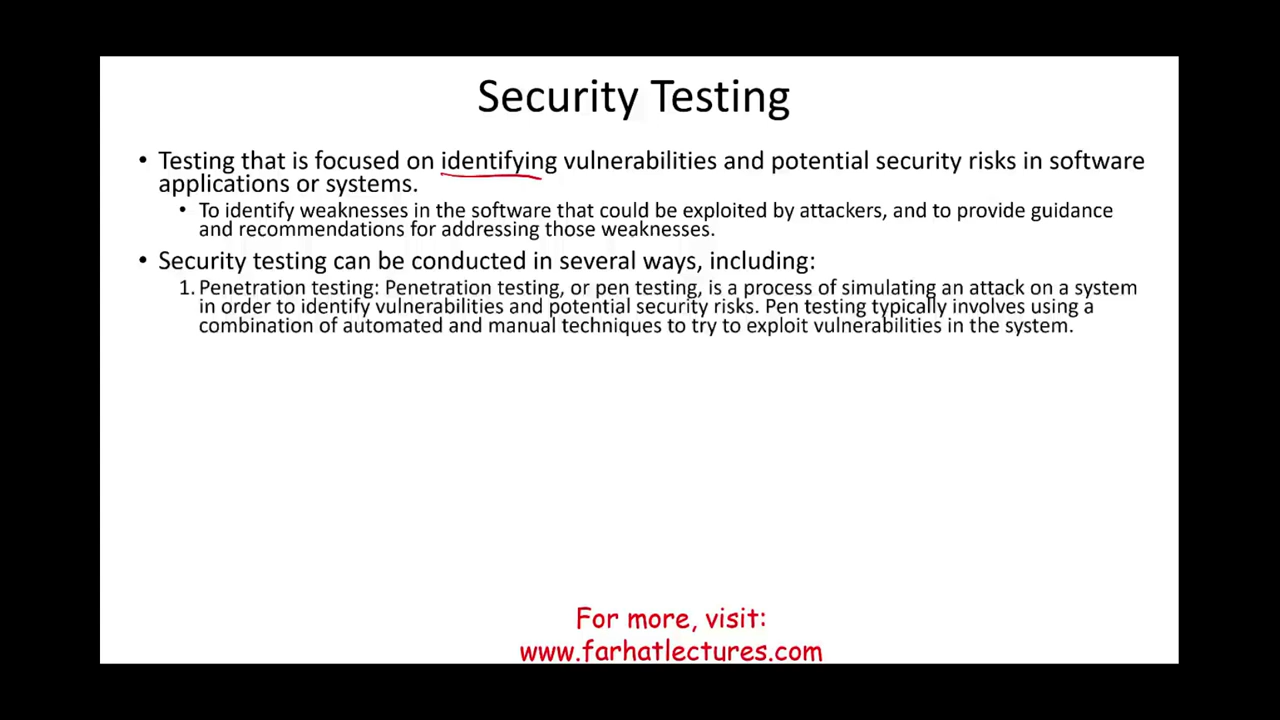 Security Testing
• Testing that is focused on identifying vulnerabilities and potential security risks in software
applications or systems.
• To identify weaknesses in the software that could be exploited by attackers, and to provide guidance
and recommendations for addressing those weaknesses.
• Security testing can be conducted in several ways, including:
1. Penetration testing: Penetration testing, or pen testing, is a process of simulating an attack on a system
in order to identify vulnerabilities and potential security risks. Pen testing typically involves using a
combination of automated and manual techniques to try to exploit vulnerabilities in the system.
For more, visit:
www.farhatlectures.com